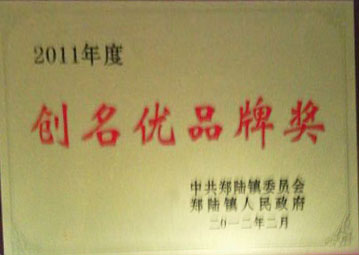 2011年度
创名优品牌奖
中共郑陆镇委员会
郑陆镇人民政府
二〇一二年二月